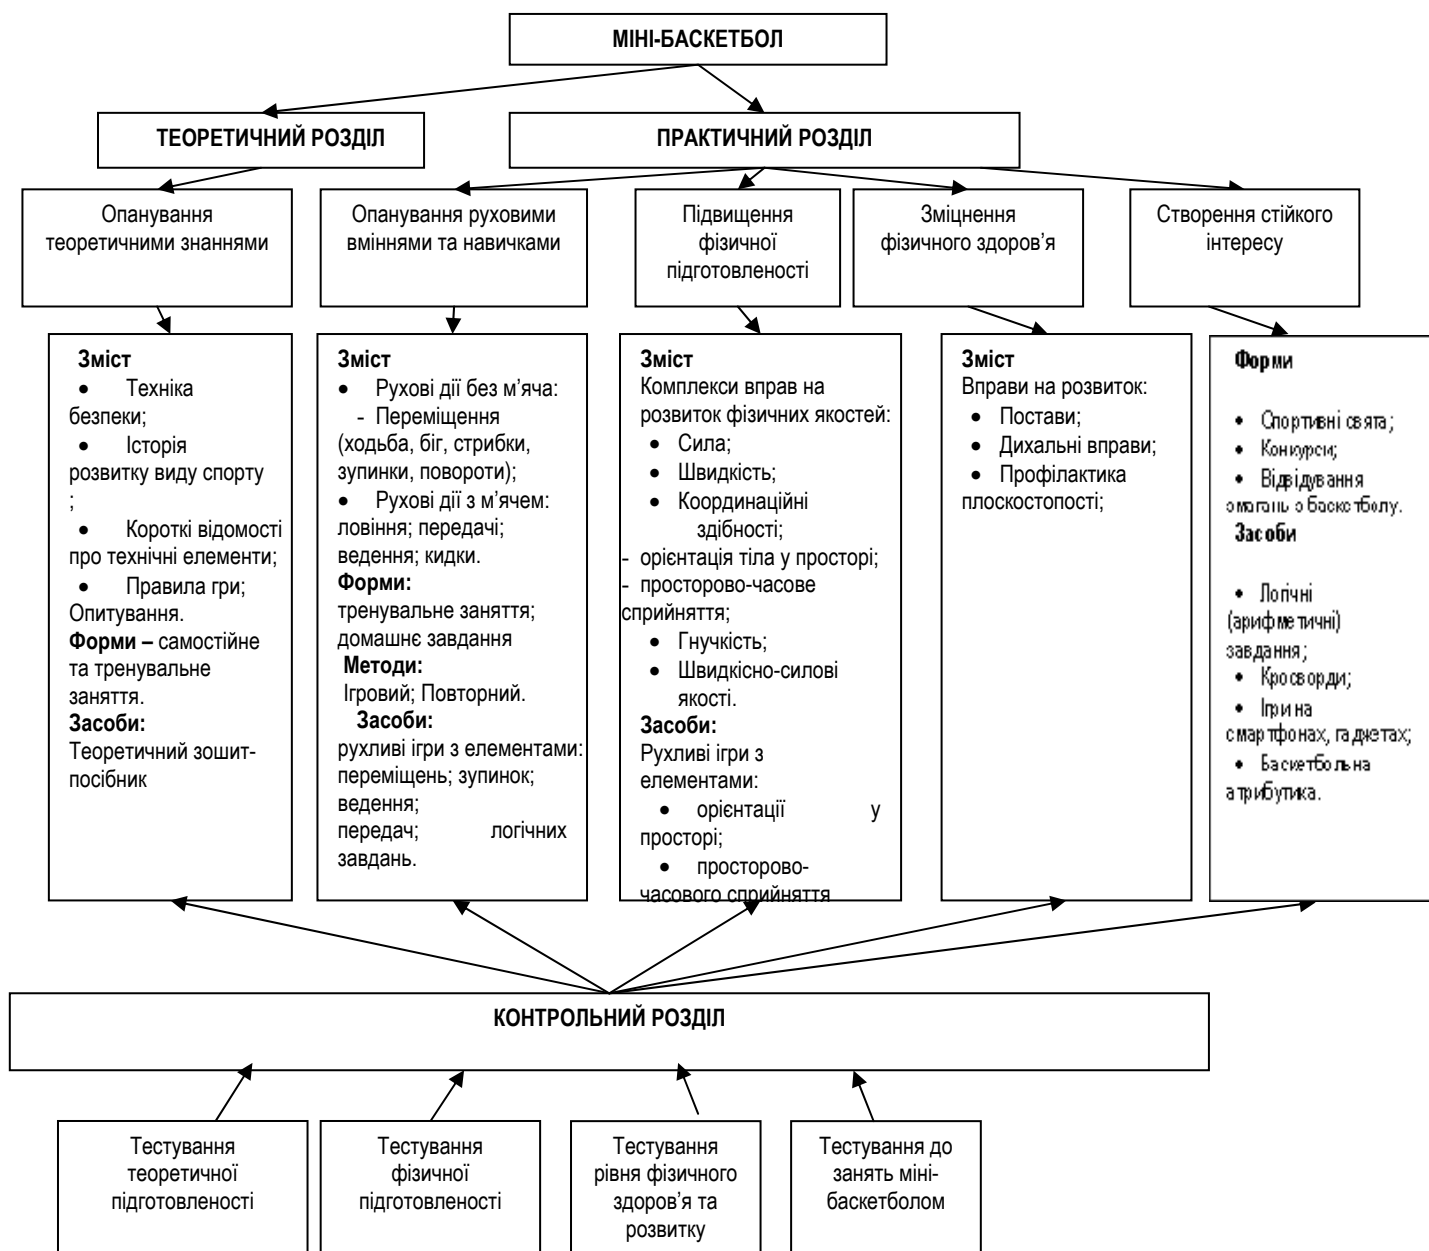 МІНІ-БАСКЕТБОЛ
ТЕОРЕТИЧНИЙ РОЗДІЛ
ПРАКТИЧНИЙ РОЗДІЛ
Опанування
теоретичними знаннями
Опанування руховими
вміннями та навичками
Підвищення
фізичної
підготовленості
Зміцнення
фізичного здоров’я
Створення стійкого
інтересу
Зміст
• Техніка
безпеки;
• Історія
розвитку виду спорту
;
• Короткі відомості
про технічні елементи;
• Правила гри;
Опитування.
Форми – самостійне
та тренувальне
заняття.
Засоби:
Теоретичний зошит-
посібник
Зміст
• Рухові дії без м’яча:
- Переміщення
(ходьба, біг, стрибки,
зупинки, повороти);
• Рухові дії з м’ячем:
ловіння; передачі;
ведення; кидки.
Форми:
тренувальне заняття;
домашнє завдання
Методи:
Ігровий; Повторний.
Засоби:
рухливі ігри з елементами:
переміщень; зупинок;
ведення;
передач; логічних
завдань.
Зміст
Комплекси вправ на
розвиток фізичних якостей:
• Сила;
• Швидкість;
• Координаційні
здібності;
- орієнтація тіла у просторі;
- просторово-часове
сприйняття;
• Гнучкість;
• Швидкісно-силові
якості.
Засоби:
Рухливі ігри з
елементами:
• орієнтації у
просторі;
• просторово-
часового сприйняття
Зміст
Вправи на розвиток:
• Постави;
• Дихальні вправи;
• Профілактика
плоскостопості;
Форми
• Спортивні свята;
• Конкурси;
• Відвідування
змагань з баскетболу.
Засоби
• Логічні
(арифметичні)
завдання;
• Кросворди;
• Ігри на
смартфонах, гаджетах;
• Баскетбольна
атрибутика.
КОНТРОЛЬНИЙ РОЗДІЛ
Тестування
теоретичної
підготовленості
Тестування
фізичної
підготовленості
Тестування
рівня фізичного
здоров’я та
розвитку
Тестування до
занять міні-
баскетболом